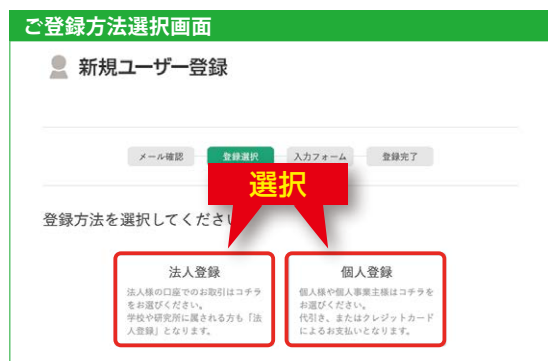 ご登録方法選択画面
新規ユーザー登録
メール確認
登録選択
入力フォーム
登録完了
選択
登録方法を選択してくださ
法人登録
法人様の口座でのお取引はコチラ
をお選びください。
学校や研究所に属される方も「法
人登録」となります。
個人登録
個人様や個人事業主様はコチラを
お選びください。
代引き、またはクレジットカード
によるお支払いとなります。